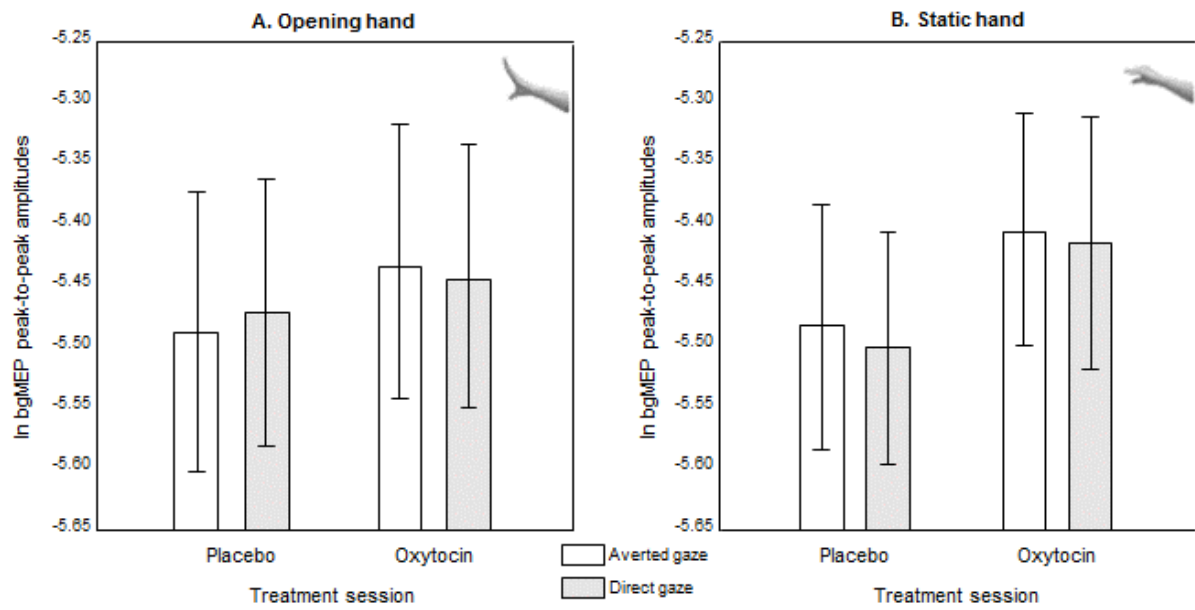 A. Opening hand
ln bgMEP peak-to-peak amplitudes
-5.25
-5.30
-5.35
-5.40
-5.45
-5.50
-5.55
-5.60
-5.65
Placebo
Oxytocin
Treatment session
B. Static hand
ln bgMEP peak-to-peak amplitudes
-5.25
-5.30
-5.35
-5.40
-5.45
-5.50
-5.55
-5.60
-5.65
Placebo
Oxytocin
Treatment session
Averted gaze
Direct gaze